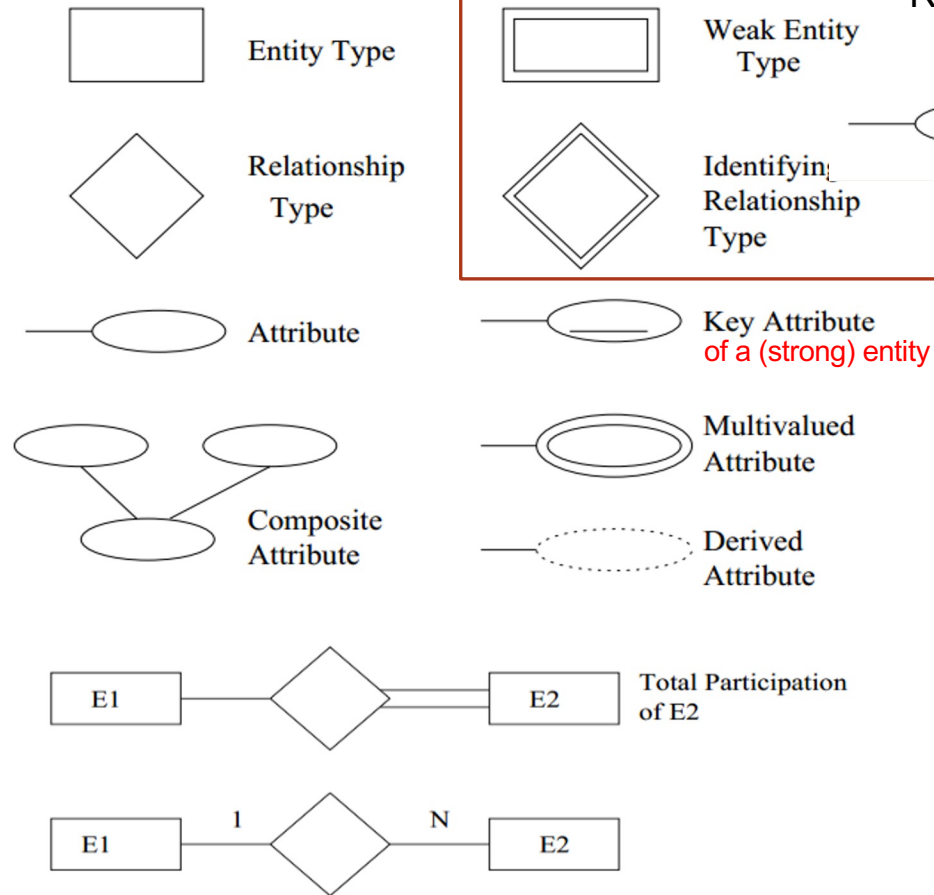 Entity Type
Weak Entity
Type
Relationship
Type
Identifying
Relationship
Type
Attribute
Key Attribute
of a (strong) entity
Multivalued
Attribute
Composite
Attribute
Derived
Attribute
E1
E2
Total Participation
of E2
E1
1
N
E2